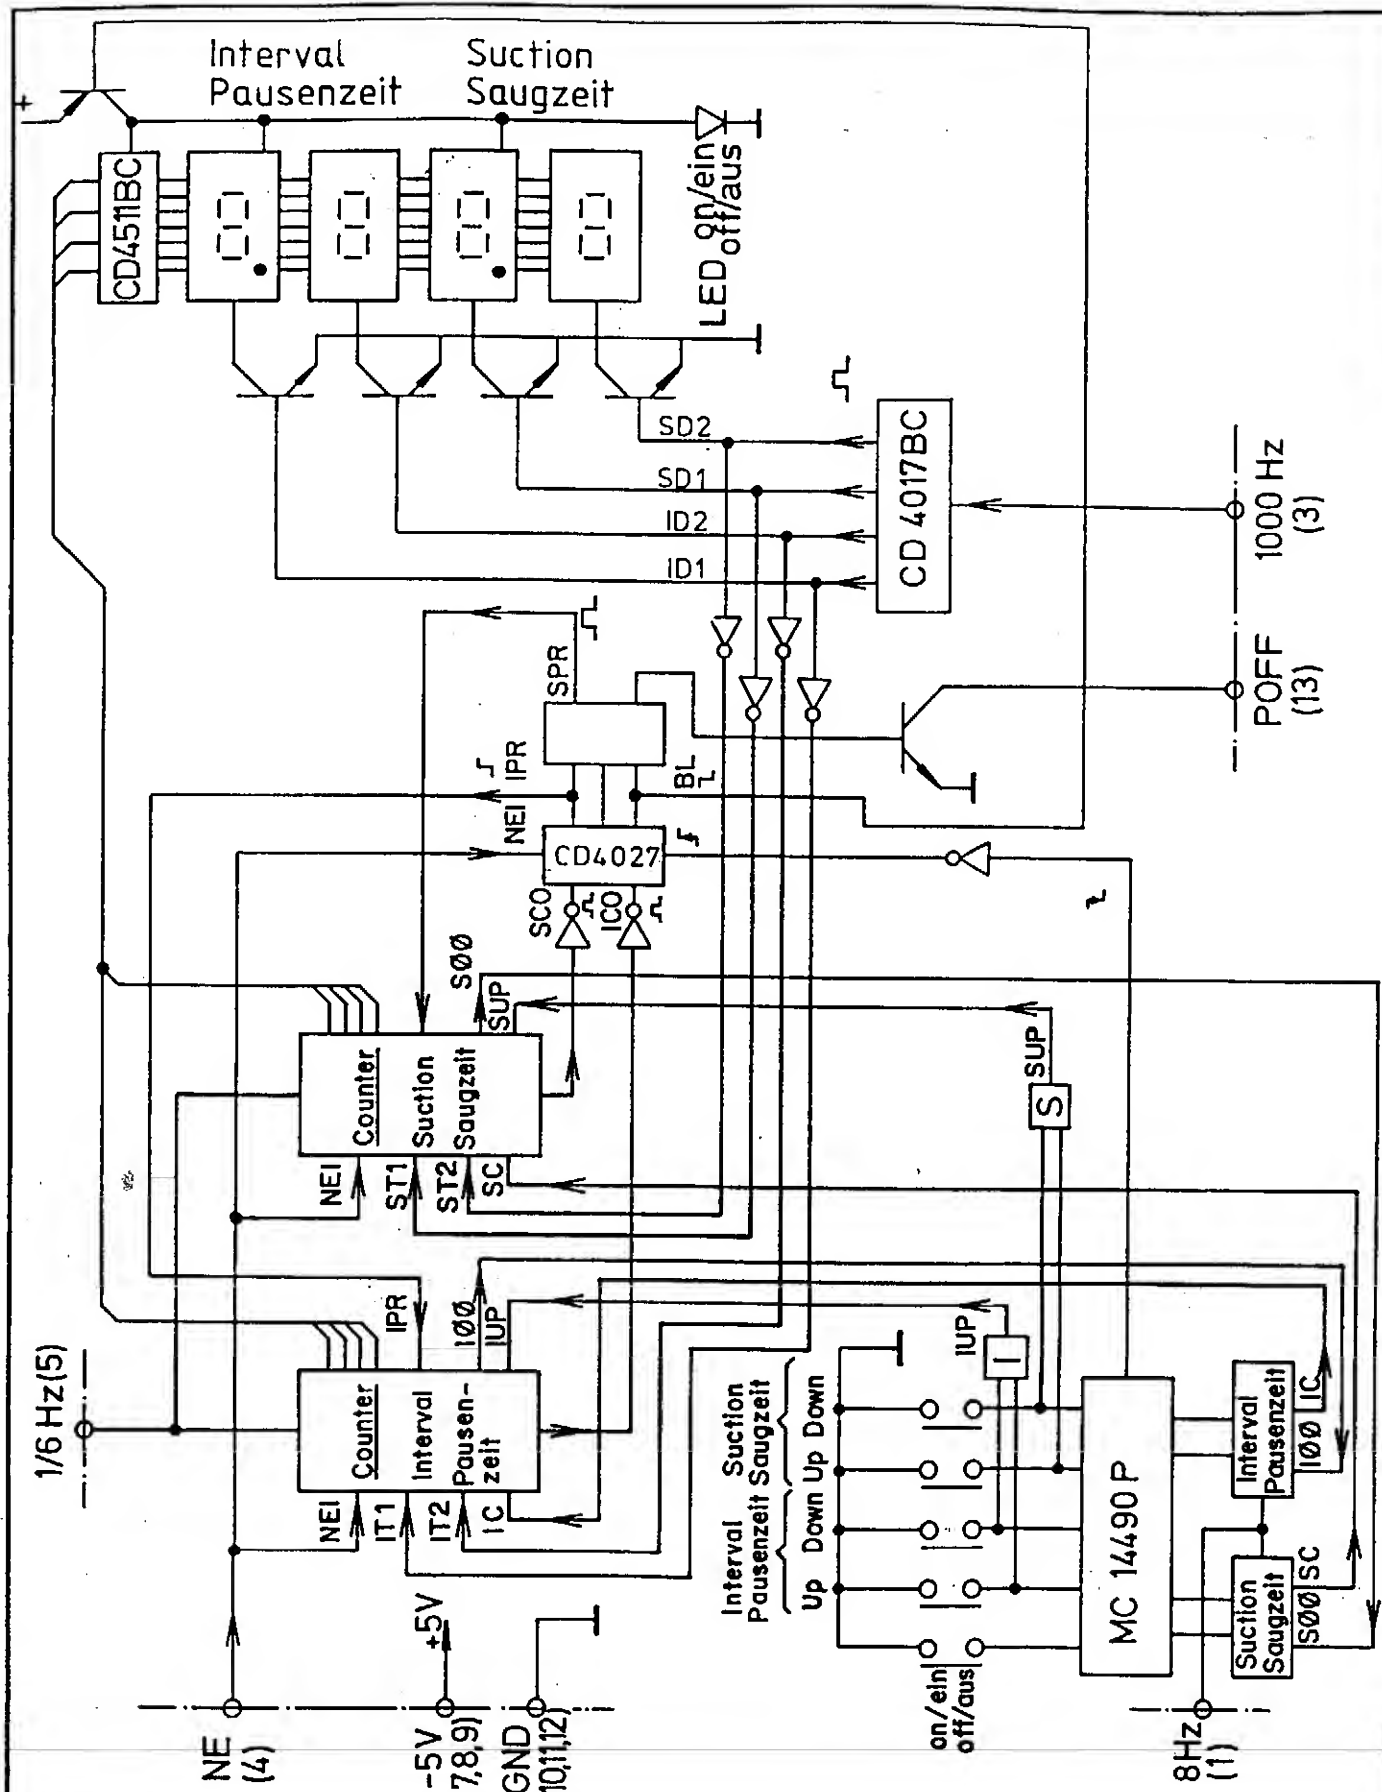 Interval
Pausenzeit
Suction
Saugzeit
+
CD4511BC
LED on/ein
off/aus
SD2
SD1
ID2
ID1
CD 4017BC
1000 Hz
(3)
POFF
(13)
SPR
IPR
NEI
BL
CD4027
SCO
ICO
SØØ
SUP
Counter
Suction
Saugzeit
NEI
ST1
ST2
SC
SUP
S
1/6 Hz(5)
IPR
IØØ
IUP
Counter
Interval
Pausen-
zeit
NEI
IT1
IT2
IC
IUP
I
Interval
Pausenzeit
Suction
Saugzeit
Up
Down
Up
Down
on/ein
off/aus
MC 14490P
Interval
Pausenzeit
IØØ
IC
Suction
Saugzeit
SØØ
SC
8Hz
(1)
NE
(4)
-5V
7,8,9)
+5V
GND
10,11,12)